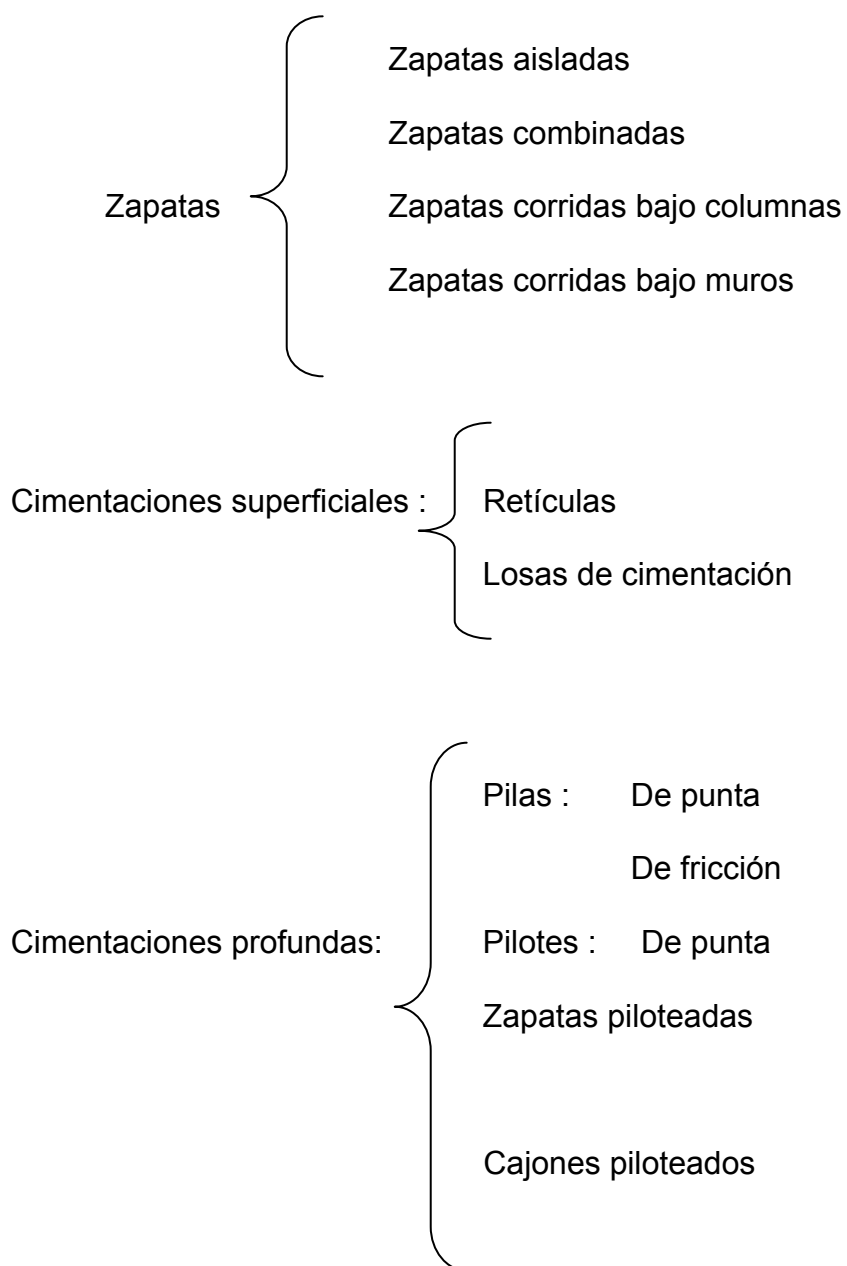 Zapatas aisladas
Zapatas combinadas
Zapatas Zapatas corridas bajo columnas
Zapatas corridas bajo muros
Cimentaciones superficiales : Retículas
Losas de cimentación
Pilas : De punta
De fricción
Cimentaciones profundas: Pilotes : De punta
Zapatas piloteadas
Cajones piloteados